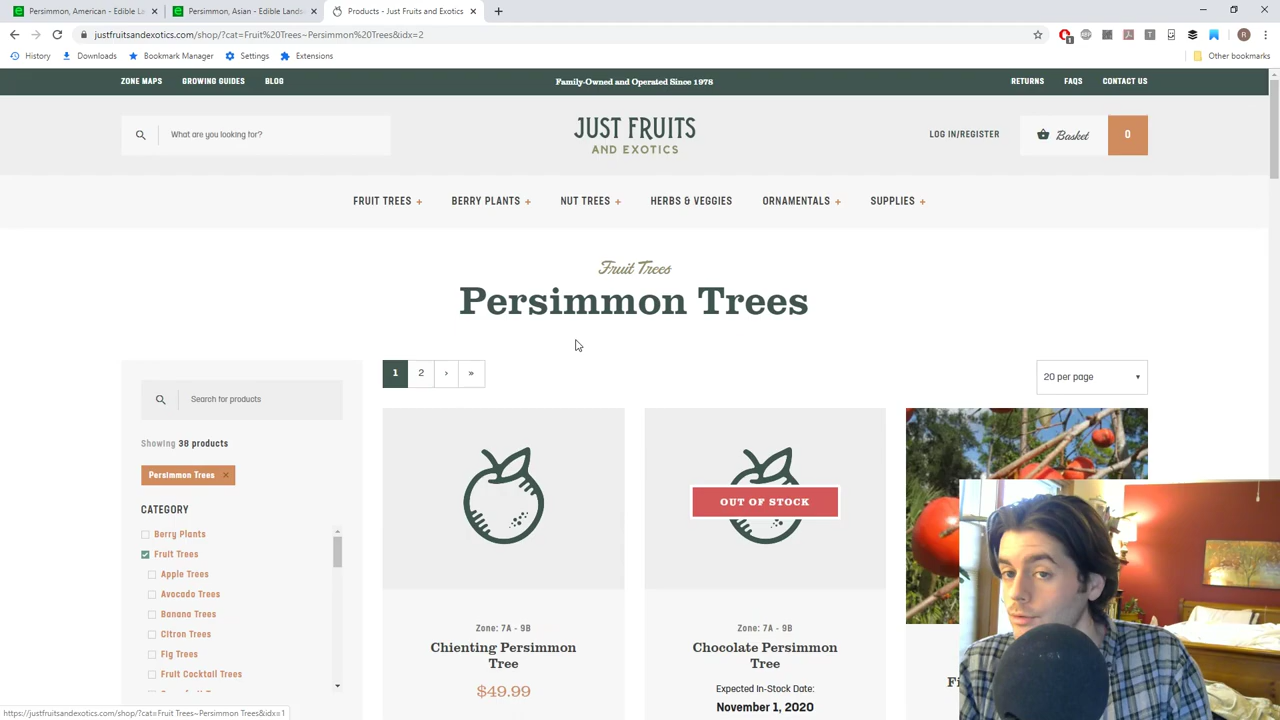 Persimmon, American - Edible La
Persimmon, Asian - Edible Lands
Products - Just Fruits and Exotics
justfruitsandexotics.com/shop/?cat=Fruit%20Trees~Persimmon%20Trees&idx=2
1
R
History
Downloads
Bookmark Manager
Settings
Extensions
Other bookmarks
ZONE MAPS
GROWING GUIDES
BLOG
Family-Owned and Operated Since 1978
RETURNS
FAQS
CONTACT US
What are you looking for?
JUST FRUITS
AND EXOTICS
LOG IN/REGISTER
Basket
0
FRUIT TREES +
BERRY PLANTS +
NUT TREES +
HERBS & VEGGIES
ORNAMENTALS +
SUPPLIES +
Fruit Trees
Persimmon Trees
1 2 › »
20 per page
Search for products
Showing 38 products
Persimmon Trees ×
CATEGORY
Berry Plants
Fruit Trees
Apple Trees
Avocado Trees
Banana Trees
Citron Trees
Fig Trees
Fruit Cocktail Trees
Zone: 7A - 9B
Chienting Persimmon
Tree
$49.99
OUT OF STOCK
Zone: 7A - 9B
Chocolate Persimmon
Tree
Expected In-Stock Date:
November 1, 2020
https://justfruitsandexotics.com/shop/?cat=Fruit Trees~Persimmon Trees&idx=1